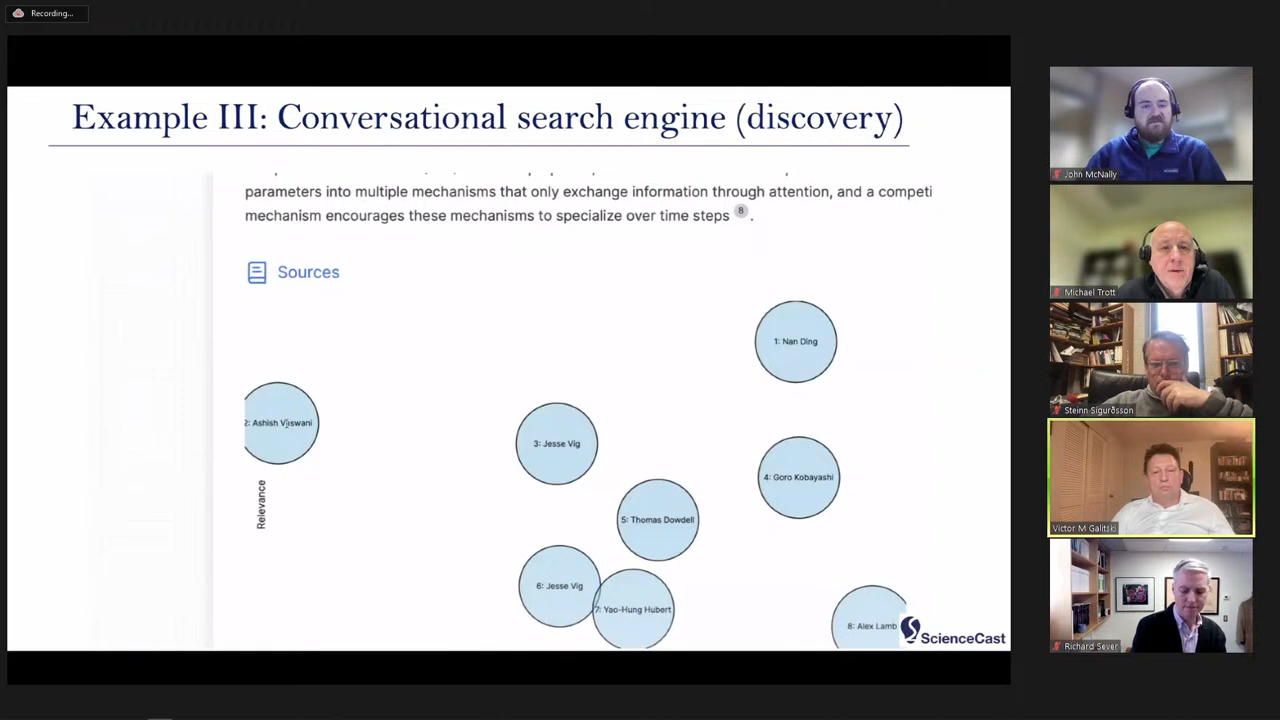 Recording...
Example III: Conversational search engine (discovery)
parameters into multiple mechanisms that only exchange information through attention, and a competi
mechanism encourages these mechanisms to specialize over time steps 8.
Sources
1: Nan Ding
2: Ashish Vaswani
3: Jesse Vig
4: Goro Kobayashi
5: Thomas Dowdell
Relevance
6: Jesse Vig
7: Yao-Hung Hubert
8: Alex Lamb
ScienceCast
John McNally
Michael Trott
Steinn Sigurðsson
Victor M Galitski
Richard Sever